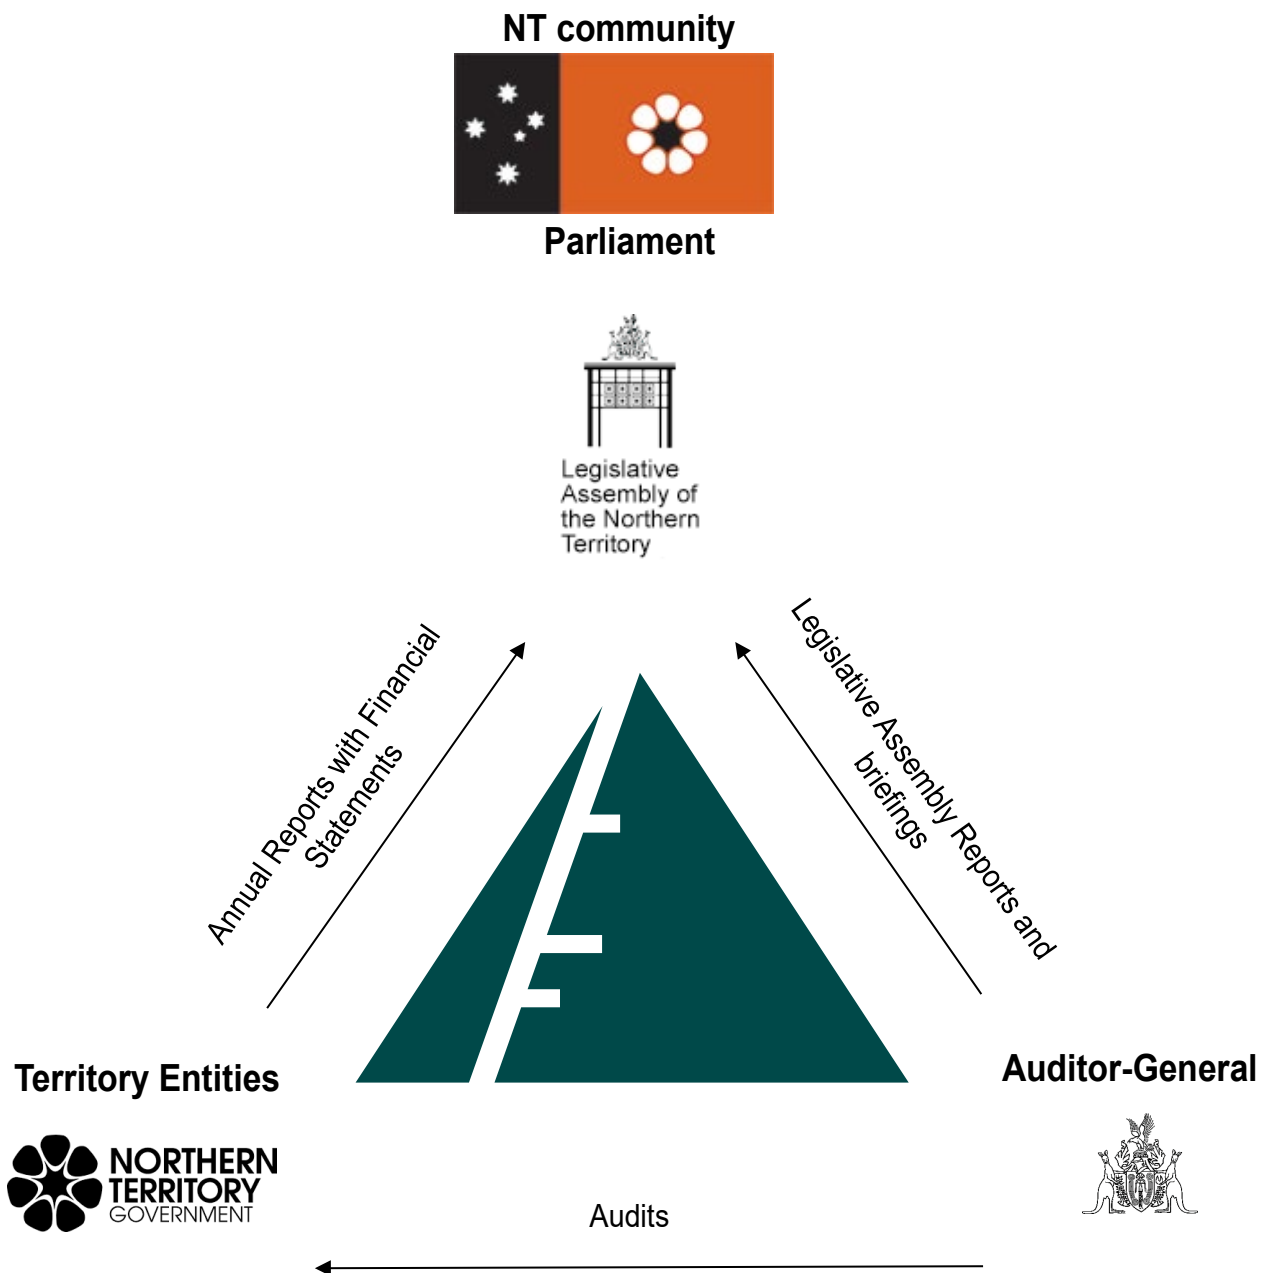 NT community
Parliament
Legislative
Assembly of
the Northern
Territory
Annual Reports with Financial
Statements
Legislative Assembly Reports and
briefings
Territory Entities
Auditor-General
NORTHERN
TERRITORY
GOVERNMENT
Audits